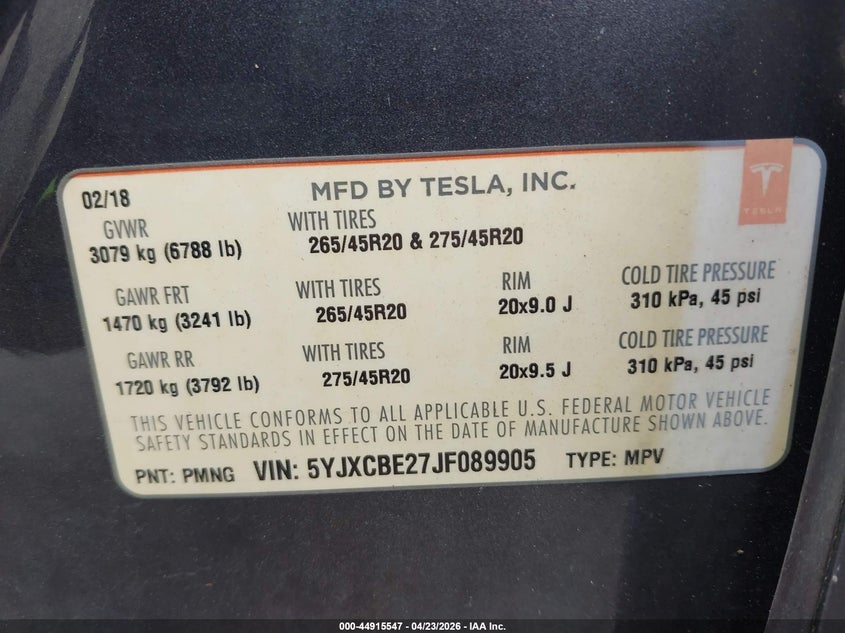 02/18 MFD BY TESLA, INC.
TESLA
GVWR WITH TIRES
3079 kg (6788 lb) 265/45R20 & 275/45R20
GAWR FRT WITH TIRES RIM COLD TIRE PRESSURE
1470 kg (3241 lb) 265/45R20 20x9.0 J 310 kPa, 45 psi
GAWR RR WITH TIRES RIM COLD TIRE PRESSURE
1720 kg (3792 lb) 275/45R20 20x9.5 J 310 kPa, 45 psi
THIS VEHICLE CONFORMS TO ALL APPLICABLE U.S. FEDERAL MOTOR VEHICLE
SAFETY STANDARDS IN EFFECT ON THE DATE OF MANUFACTURE SHOWN ABOVE.
PNT: PMNG VIN: 5YJXCBE27JF089905 TYPE: MPV
000-44915547 - 04/23/2026 - IAA Inc.